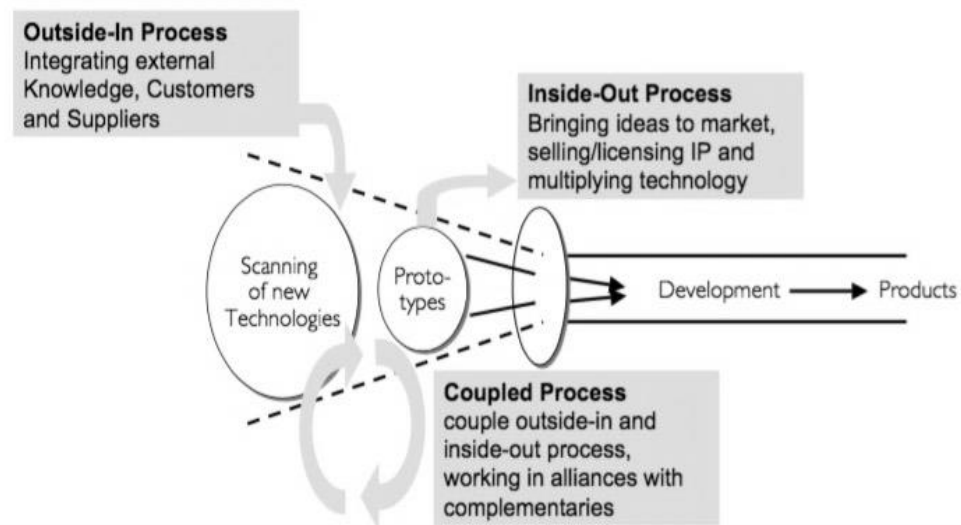 Outside-In Process
Integrating external
Knowledge, Customers
and Suppliers
Inside-Out Process
Bringing ideas to market,
selling/licensing IP and
multiplying technology
Scanning
of new
Technologies
Proto-
types
Development
Products
Coupled Process
couple outside-in and
inside-out process,
working in alliances with
complementaries